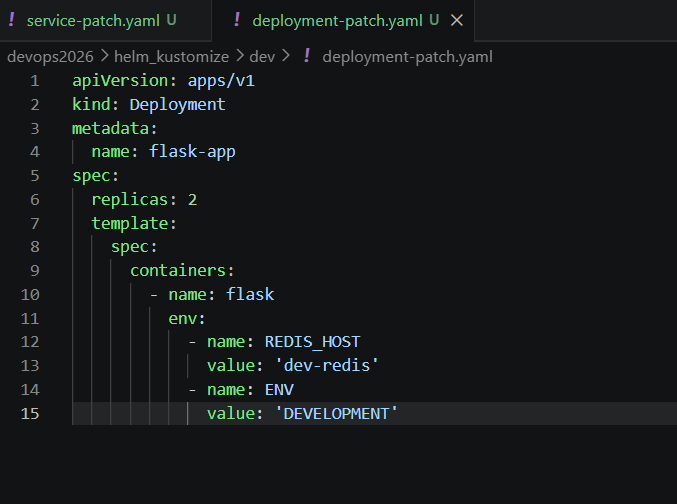 ! service-patch.yaml U ! deployment-patch.yaml U ×
devops2026 > helm_kustomize > dev > ! deployment-patch.yaml
1 apiVersion: apps/v1
2 kind: Deployment
3 metadata:
4   name: flask-app
5 spec:
6   replicas: 2
7   template:
8     spec:
9       containers:
10         - name: flask
11           env:
12             - name: REDIS_HOST
13               value: 'dev-redis'
14             - name: ENV
15               value: 'DEVELOPMENT'